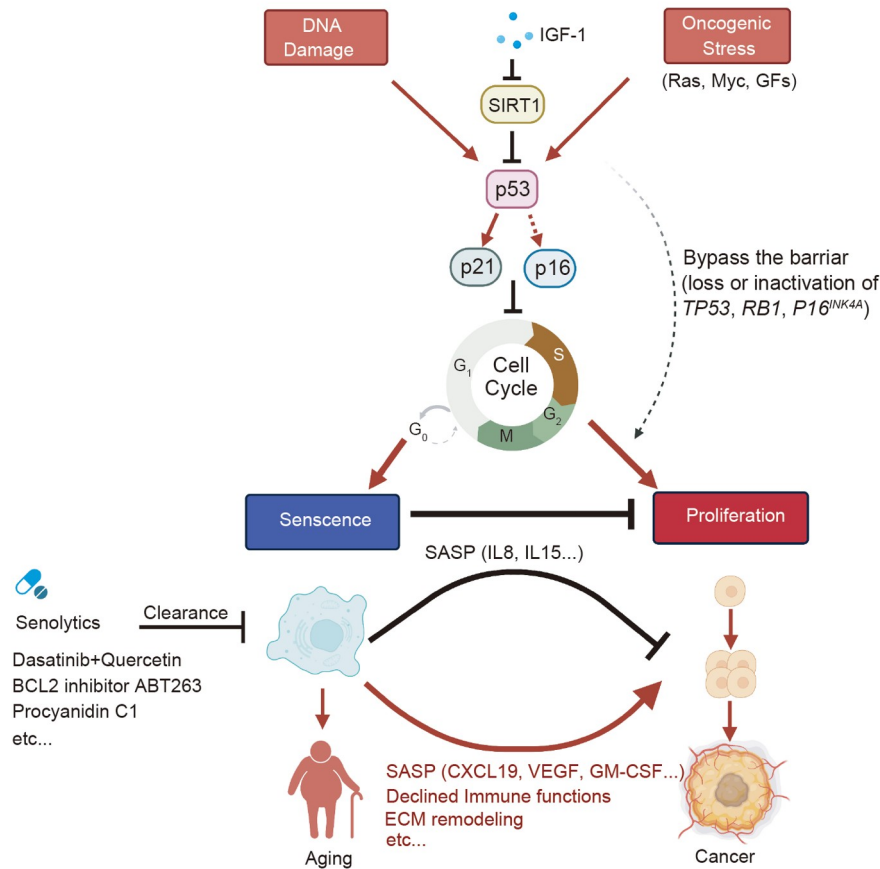 DNA
Damage
IGF-1
Oncogenic
Stress
(Ras, Myc, GFs)
SIRT1
p53
p21
p16
Bypass the barriar
(loss or inactivation of
TP53, RB1, P16^INK4A)
Cell
Cycle
G1
S
G2
M
G0
Senscence
Proliferation
SASP (IL8, IL15...)
Senolytics
Clearance
Dasatinib+Quercetin
BCL2 inhibitor ABT263
Procyanidin C1
etc...
SASP (CXCL19, VEGF, GM-CSF...)
Declined Immune functions
ECM remodeling
etc...
Aging
Cancer